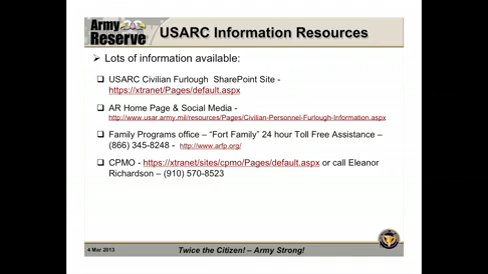 Army
Reserve
USARC Information Resources
➢ Lots of information available:
❑ USARC Civilian Furlough SharePoint Site -
https://xtranet/Pages/default.aspx
❑ AR Home Page & Social Media -
http://www.usar.army.mil/resources/Pages/Civilian-Personnel-Furlough-Information.aspx
❑ Family Programs office – “Fort Family” 24 hour Toll Free Assistance –
(866) 345-8248 - http://www.arfp.org/
❑ CPMO - https://xtranet/sites/cpmo/Pages/default.aspx or call Eleanor
Richardson – (910) 570-8523
4 Mar 2013
Twice the Citizen! – Army Strong!